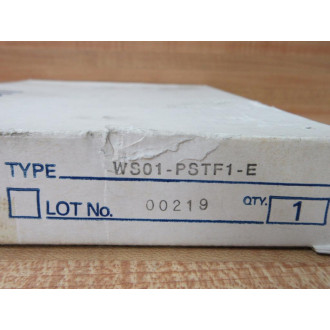 TYPE WS01-PSTF1-E
LOT No. 00219 QTY. 1